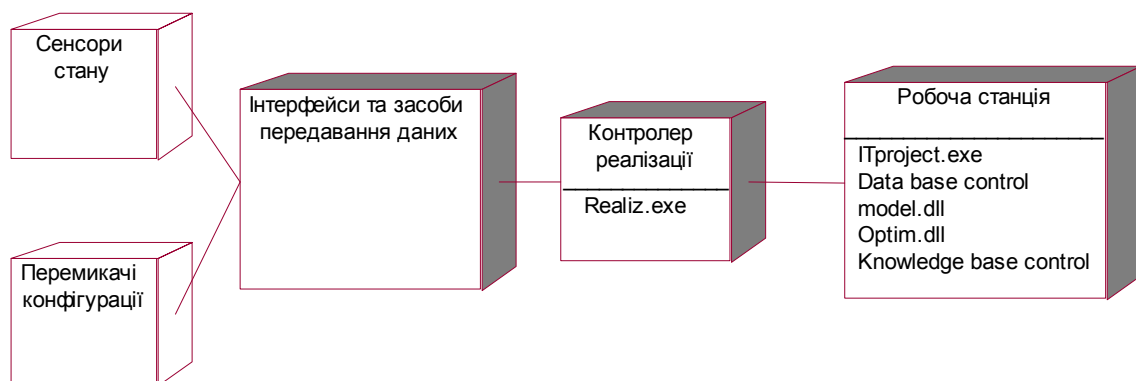 Сенсори
стану
Перемикачі
конфігурації
Інтерфейси та засоби
передавання даних
Контролер
реалізації
Realiz.exe
Робоча станція
ITproject.exe
Data base control
model.dll
Optim.dll
Knowledge base control